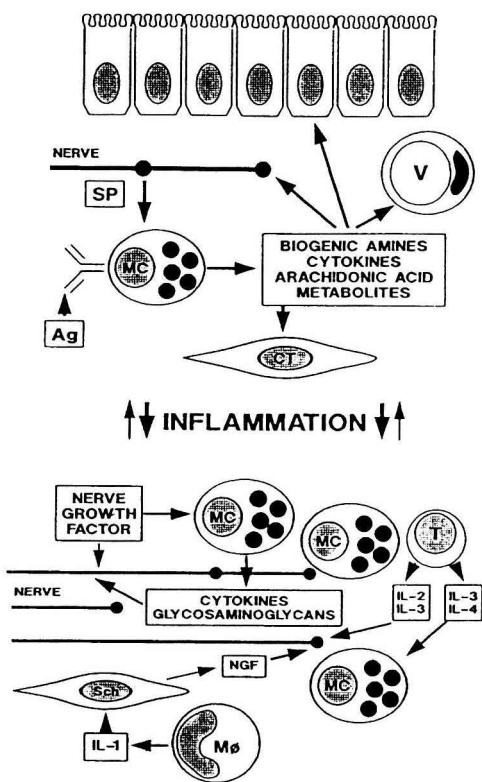 NERVE
V
SP
MC
BIOGENIC AMINES
CYTOKINES
ARACHIDONIC ACID
METABOLITES
Ag
CT
INFLAMMATION
NERVE
GROWTH
FACTOR
MC
MC
T
NERVE
CYTOKINES
GLYCOSAMINOGLYCANS
IL-2
IL-3
IL-3
IL-4
NGF
Sch
MC
IL-1
Mø